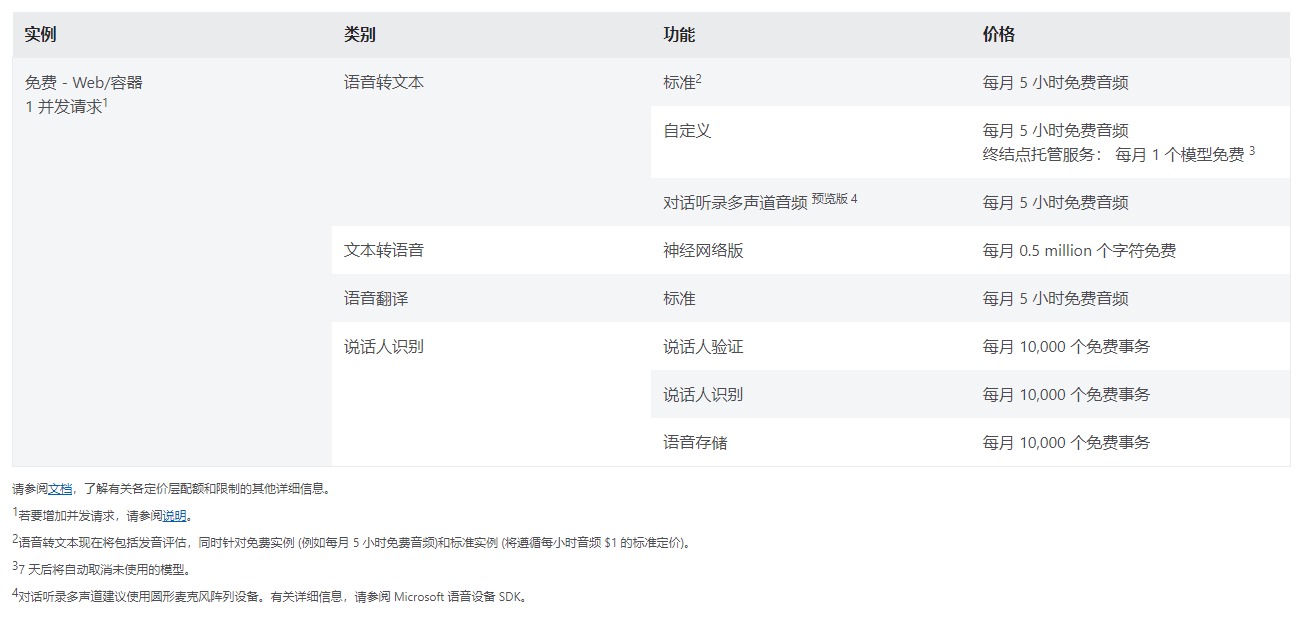 实例 类别 功能 价格
免费 - Web/容器 语音转文本 标准2 每月 5 小时免费音频
1 并发请求1
自定义 每月 5 小时免费音频
终结点托管服务： 每月 1 个模型免费 3
对话听录多声道音频 预览版 4 每月 5 小时免费音频
文本转语音 神经网络版 每月 0.5 million 个字符免费
语音翻译 标准 每月 5 小时免费音频
说话人识别 说话人验证 每月 10,000 个免费事务
说话人识别 每月 10,000 个免费事务
语音存储 每月 10,000 个免费事务
请参阅文档，了解有关各定价层配额和限制的其他详细信息。
1若要增加并发请求，请参阅说明。
2语音转文本现在将包括发音评估，同时针对免费实例 (例如每月 5 小时免费音频)和标准实例 (将遵循每小时音频 $1 的标准定价)。
37 天后将自动取消未使用的模型。
4对话听录多声道建议使用圆形麦克风阵列设备。有关详细信息，请参阅 Microsoft 语音设备 SDK。